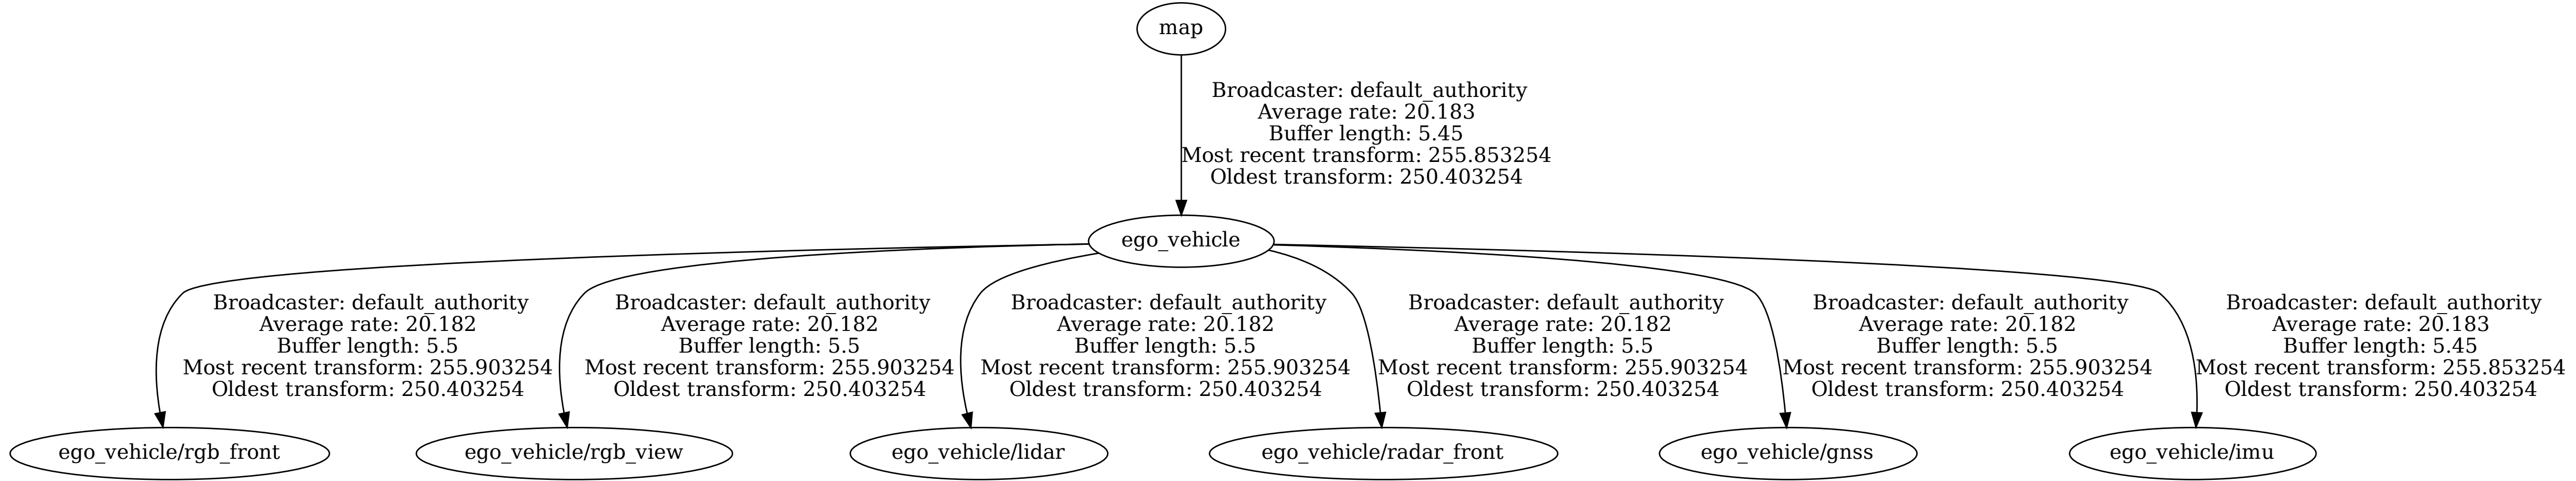 map
Broadcaster: default_authority
Average rate: 20.183
Buffer length: 5.45
Most recent transform: 255.853254
Oldest transform: 250.403254
ego_vehicle
Broadcaster: default_authority
Average rate: 20.182
Buffer length: 5.5
Most recent transform: 255.903254
Oldest transform: 250.403254
Broadcaster: default_authority
Average rate: 20.182
Buffer length: 5.5
Most recent transform: 255.903254
Oldest transform: 250.403254
Broadcaster: default_authority
Average rate: 20.182
Buffer length: 5.5
Most recent transform: 255.903254
Oldest transform: 250.403254
Broadcaster: default_authority
Average rate: 20.182
Buffer length: 5.5
Most recent transform: 255.903254
Oldest transform: 250.403254
Broadcaster: default_authority
Average rate: 20.182
Buffer length: 5.5
Most recent transform: 255.903254
Oldest transform: 250.403254
Broadcaster: default_authority
Average rate: 20.183
Buffer length: 5.45
Most recent transform: 255.853254
Oldest transform: 250.403254
ego_vehicle/rgb_front
ego_vehicle/rgb_view
ego_vehicle/lidar
ego_vehicle/radar_front
ego_vehicle/gnss
ego_vehicle/imu